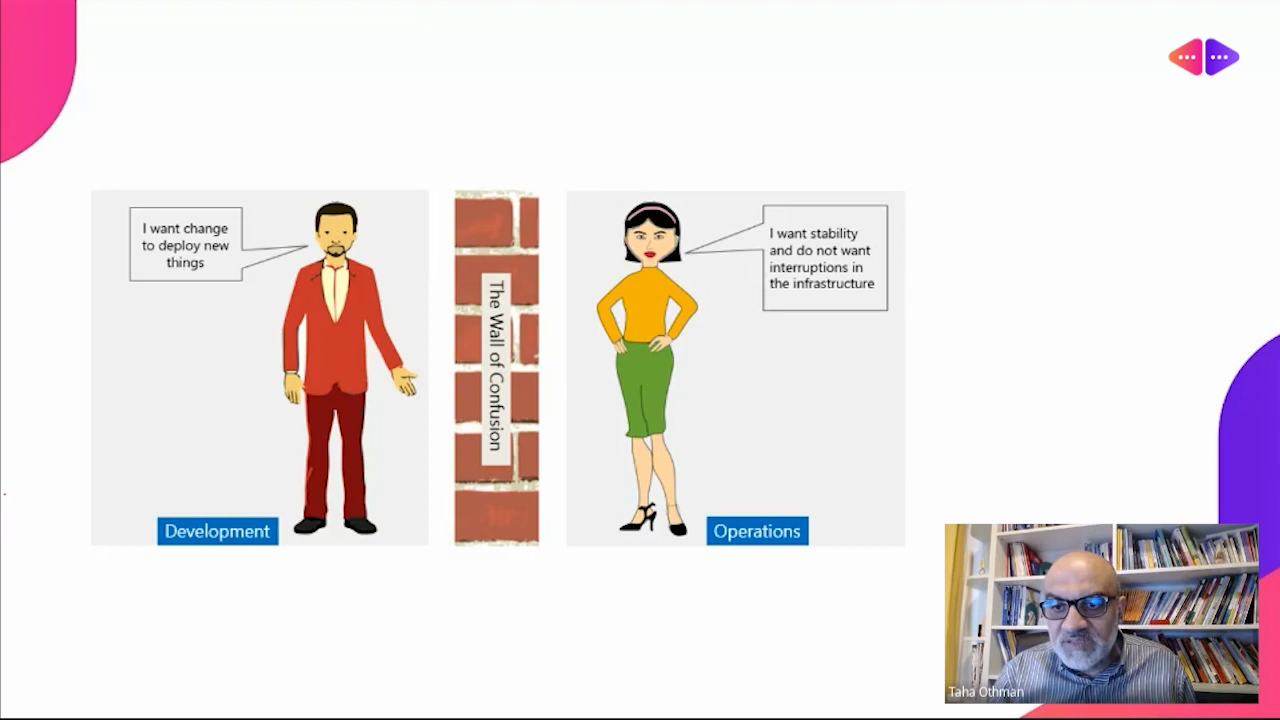 I want change
to deploy new
things
Development
The Wall of Confusion
I want stability
and do not want
interruptions in
the infrastructure
Operations
Taha Othman